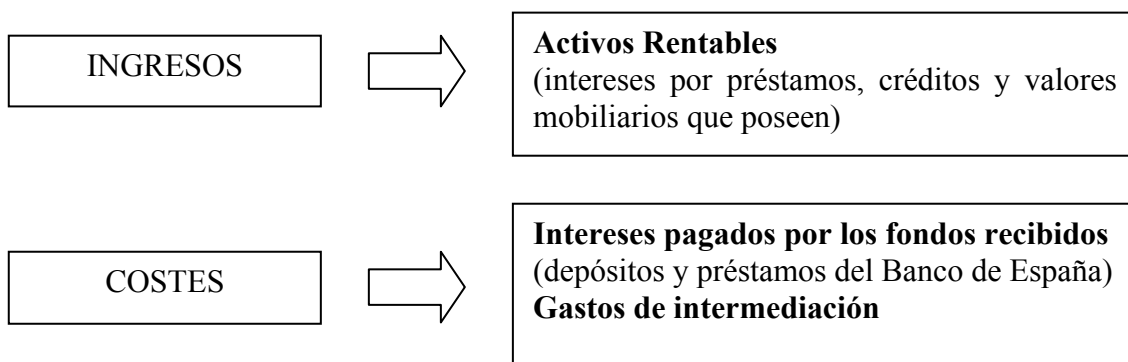 INGRESOS
Activos Rentables
(intereses por préstamos, créditos y valores
mobiliarios que poseen)
COSTES
Intereses pagados por los fondos recibidos
(depósitos y préstamos del Banco de España)
Gastos de intermediación